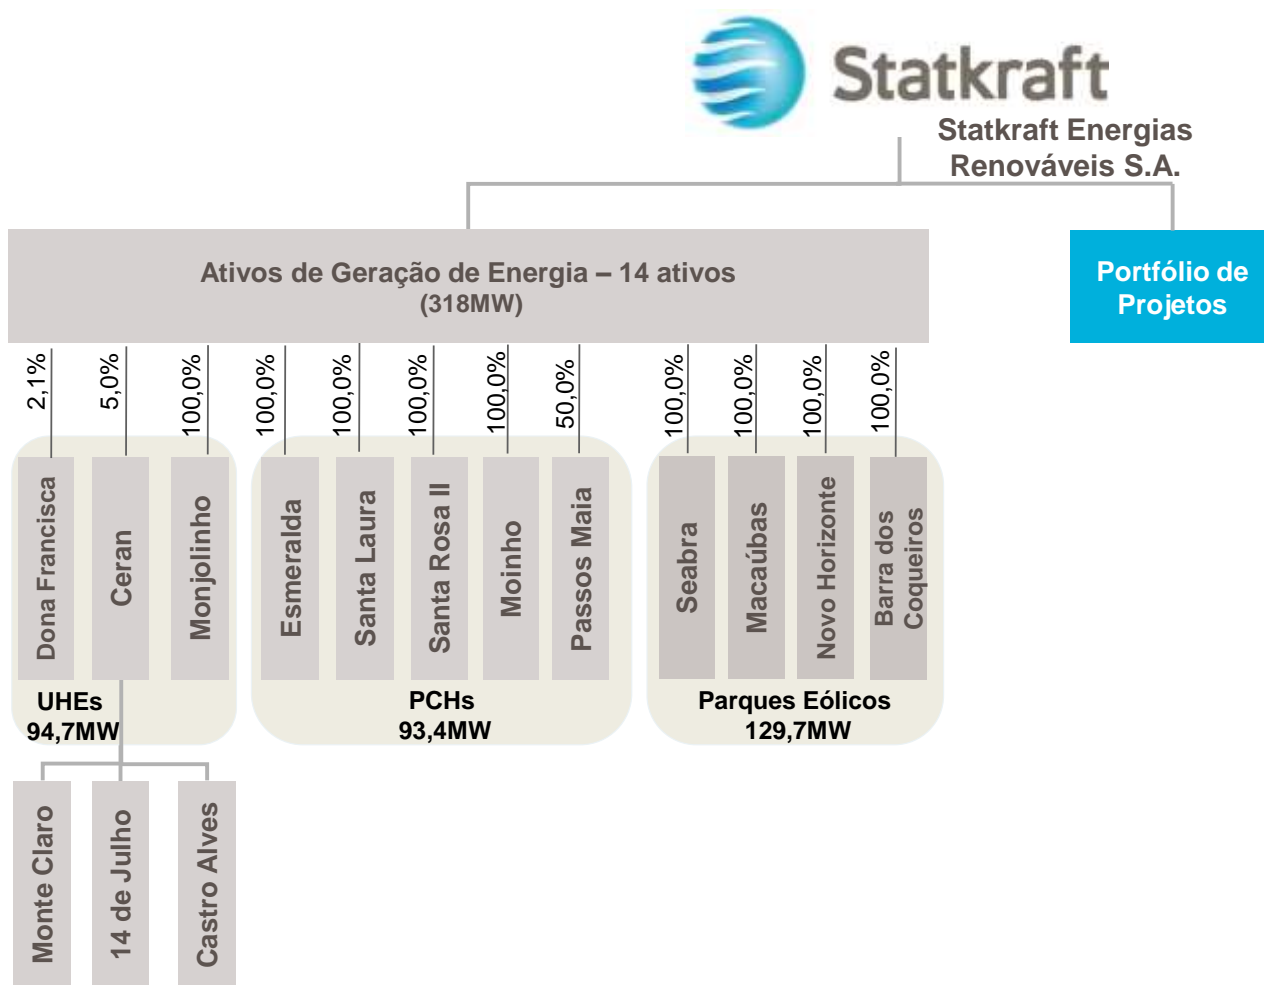 Statkraft
Statkraft Energias
Renováveis S.A.
Ativos de Geração de Energia – 14 ativos
(318MW)
Portfólio de
Projetos
2,1%
5,0%
100,0%
100,0%
100,0%
100,0%
100,0%
50,0%
100,0%
100,0%
100,0%
100,0%
Dona Francisca
Ceran
Monjolinho
Esmeralda
Santa Laura
Santa Rosa II
Moinho
Passos Maia
Seabra
Macaúbas
Novo Horizonte
Barra dos
Coqueiros
UHEs
94,7MW
PCHs
93,4MW
Parques Eólicos
129,7MW
Monte Claro
14 de Julho
Castro Alves